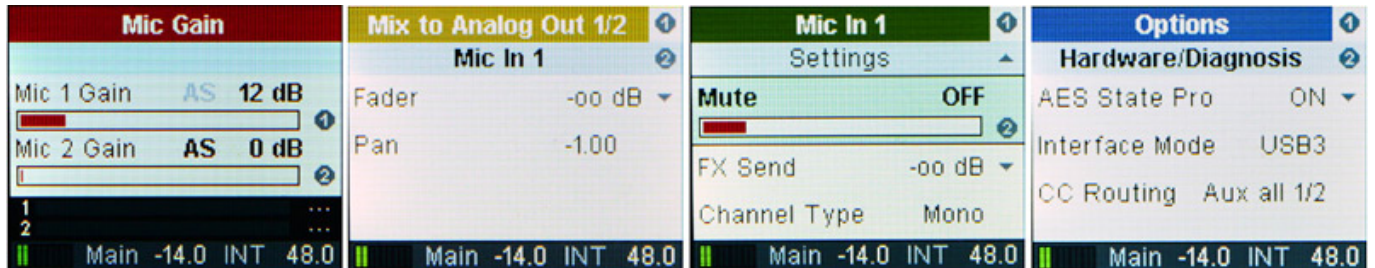 Mic Gain
Mic 1 Gain AS 12 dB
1
Mic 2 Gain AS 0 dB
2
1 ...
2 ...
Main -14.0 INT 48.0
Mix to Analog Out 1/2 1
Mic In 1 2
Fader -oo dB
Pan -1.00
Main -14.0 INT 48.0
Mic In 1 1
Settings
Mute OFF
2
FX Send -oo dB
Channel Type Mono
Main -14.0 INT 48.0
Options 1
Hardware/Diagnosis 2
AES State Pro ON
Interface Mode USB3
CC Routing Aux all 1/2
Main -14.0 INT 48.0